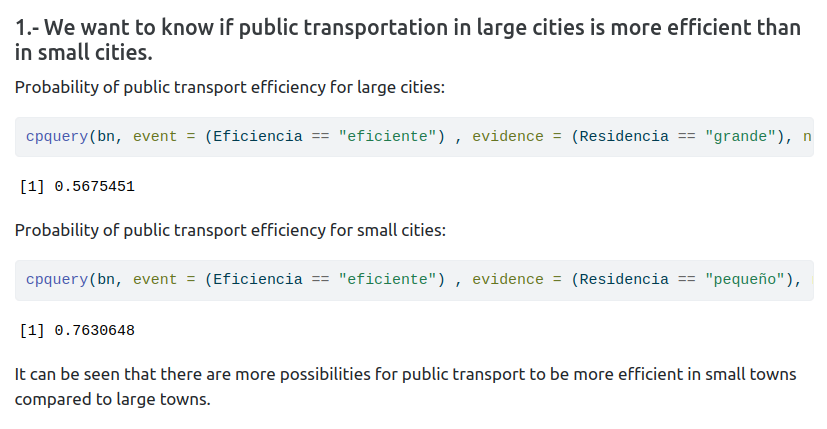 1.- We want to know if public transportation in large cities is more efficient than
in small cities.
Probability of public transport efficiency for large cities:
cpquery(bn, event = (Eficiencia == "eficiente") , evidence = (Residencia == "grande"), n
[1] 0.5675451
Probability of public transport efficiency for small cities:
cpquery(bn, event = (Eficiencia == "eficiente") , evidence = (Residencia == "pequeño"),
[1] 0.7630648
It can be seen that there are more possibilities for public transport to be more efficient in small towns
compared to large towns.